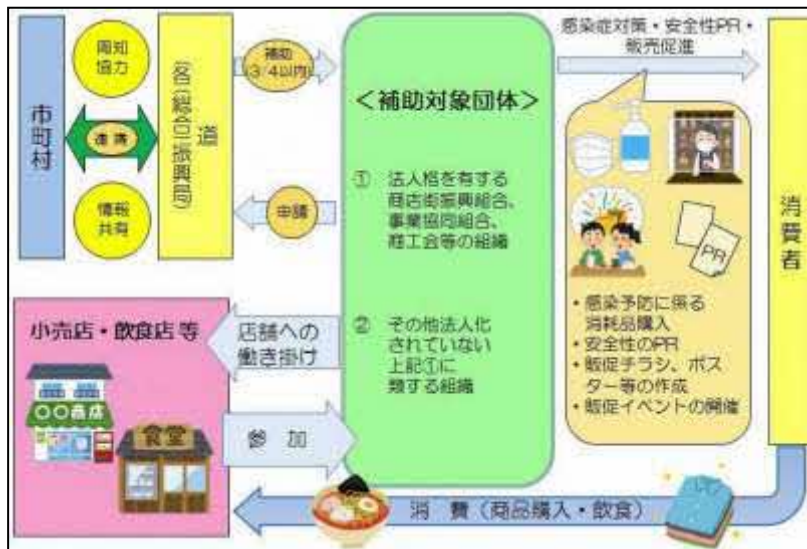 市町村
周知
協力
連携
情報
共有
道
(各(総合)振興局)
補助
(3/4以内)
申請
＜補助対象団体＞
① 法人格を有する
商店街振興組合、
事業協同組合、
商工会等の組織
② その他法人化
されていない
上記①に
類する組織
感染症対策・安全性PR・
販売促進
PR
・感染予防に係る
消耗品購入
・安全性のPR
・販促チラシ、ポス
ター等の作成
・販促イベントの開催
消費者
小売店・飲食店等
〇〇商店
食堂
店舗への
働き掛け
参加
消費（商品購入・飲食）